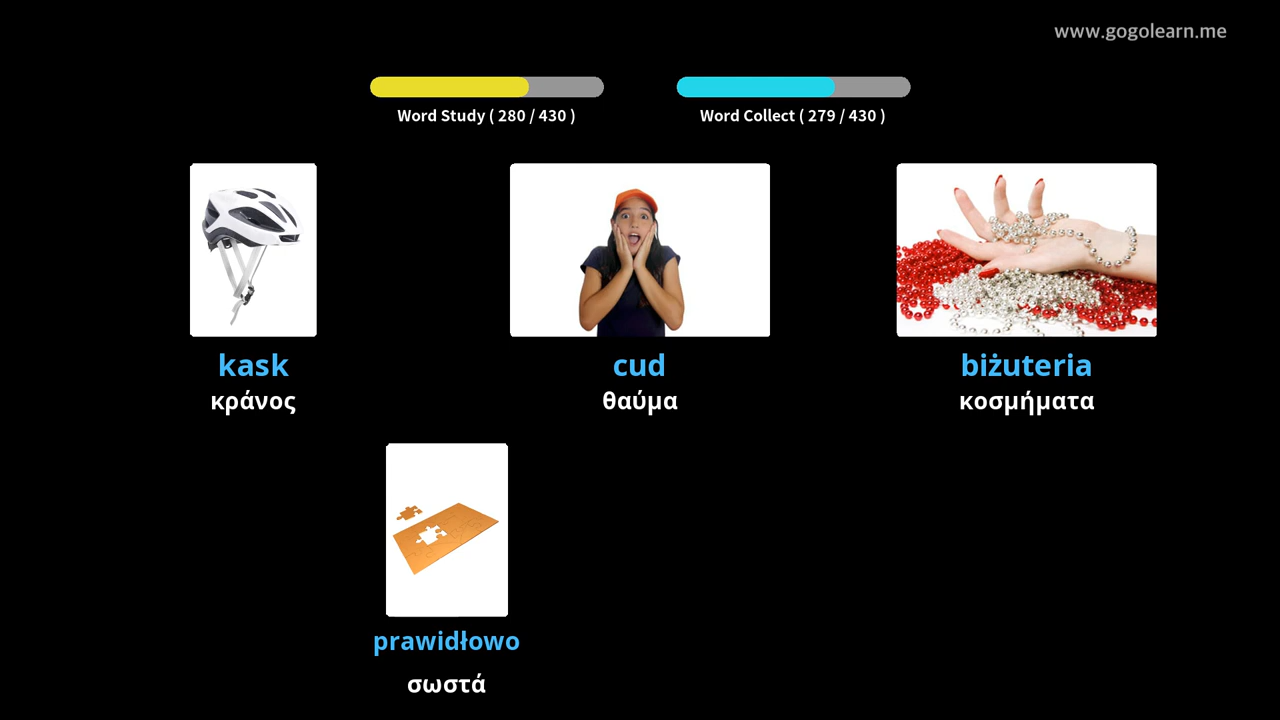 www.gogolearn.me
Word Study ( 280 / 430 )
Word Collect ( 279 / 430 )
kask
κράνος
cud
θαύμα
biżuteria
κοσμήματα
prawidłowo
σωστά